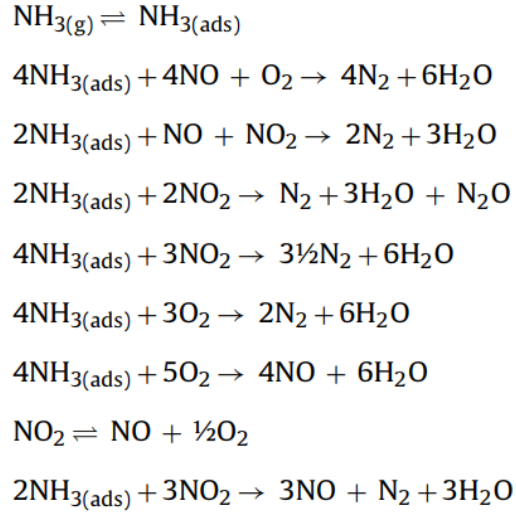 NH₃(g) ⇌ NH₃(ads)
4NH₃(ads) + 4NO + O₂ → 4N₂ + 6H₂O
2NH₃(ads) + NO + NO₂ → 2N₂ + 3H₂O
2NH₃(ads) + 2NO₂ → N₂ + 3H₂O + N₂O
4NH₃(ads) + 3NO₂ → 3½N₂ + 6H₂O
4NH₃(ads) + 3O₂ → 2N₂ + 6H₂O
4NH₃(ads) + 5O₂ → 4NO + 6H₂O
NO₂ ⇌ NO + ½O₂
2NH₃(ads) + 3NO₂ → 3NO + N₂ + 3H₂O